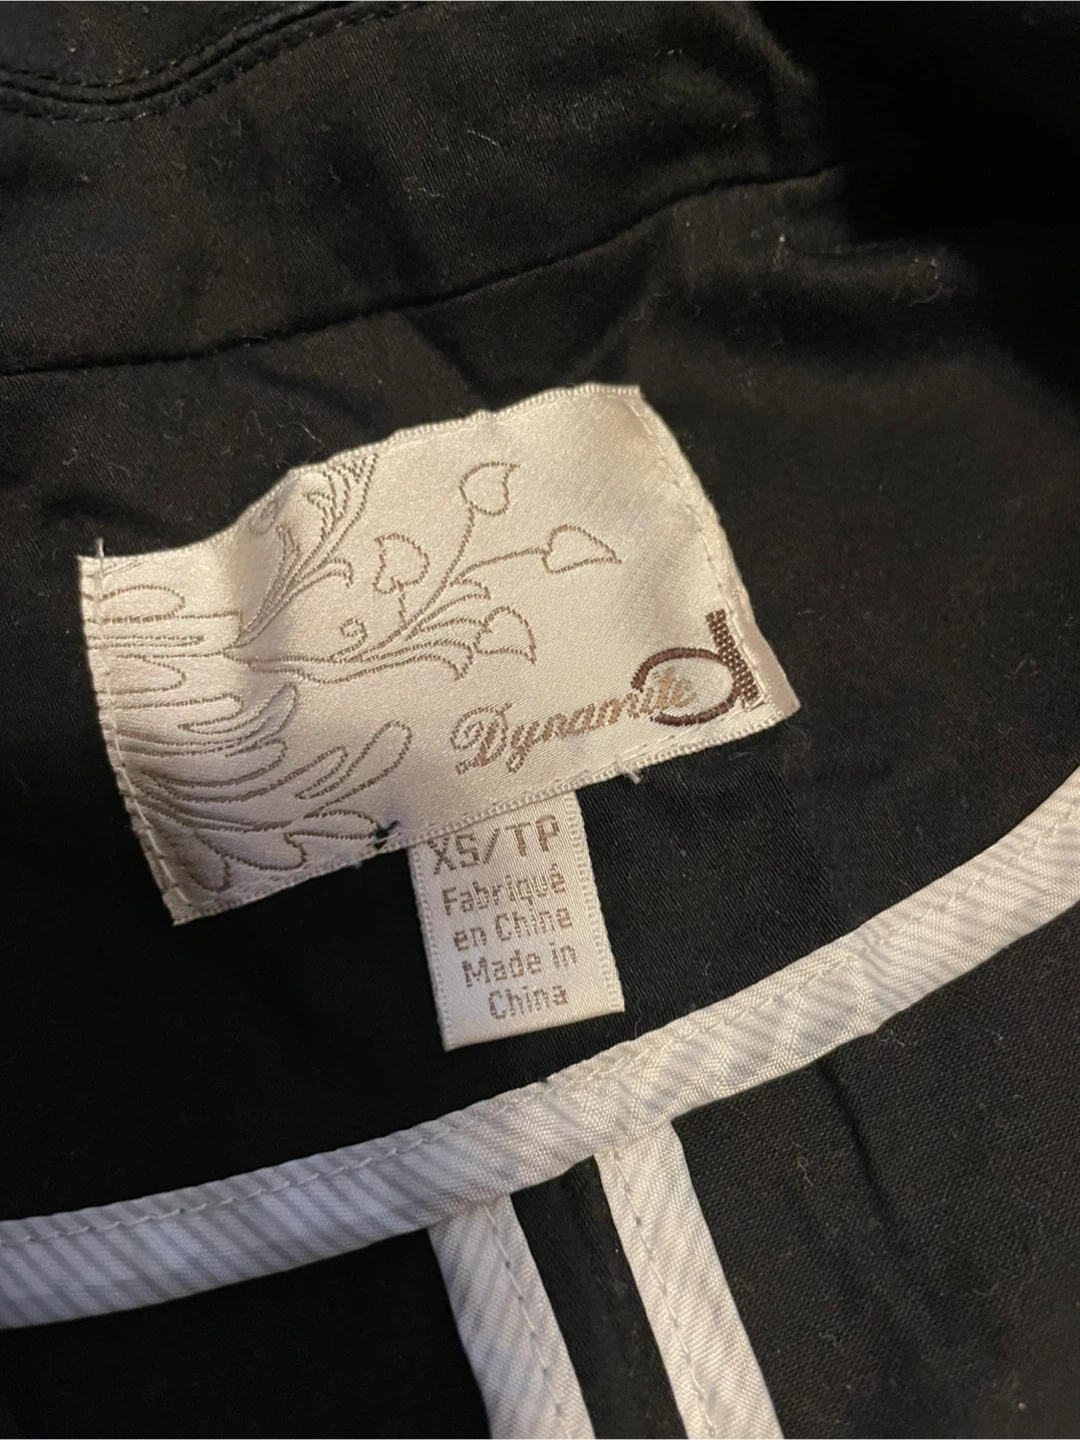 Dynamite
d
XS/TP
Fabriqué
en Chine
Made in
China